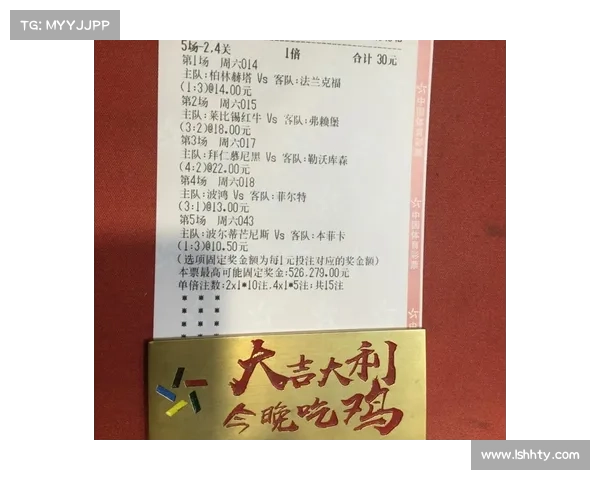 TG: MYYJJPP
5场-2.4关 1倍 合计 30元
第1场 周六014
主队:柏林赫塔 Vs 客队:法兰克福
(1:3)@14.00元
第2场 周六015
主队:莱比锡红牛 Vs 客队:弗赖堡
(3:2)@18.00元
第3场 周六017
主队:拜仁慕尼黑 Vs 客队:勒沃库森
(4:2)@22.00元
第4场 周六018
主队:波鸿 Vs 客队:菲尔特
(3:1)@13.00元
第5场 周六043
主队:波尔蒂芒尼斯 Vs 客队:本菲卡
(1:3)@10.50元
(选项固定奖金额为每1元投注对应的奖金额)
本票最高可能固定奖金:526,279.00元
单倍注数:2x1*10注,4x1*5注;共15注
中国体育彩票
大吉大利
今晚吃鸡
www.lshhty.com